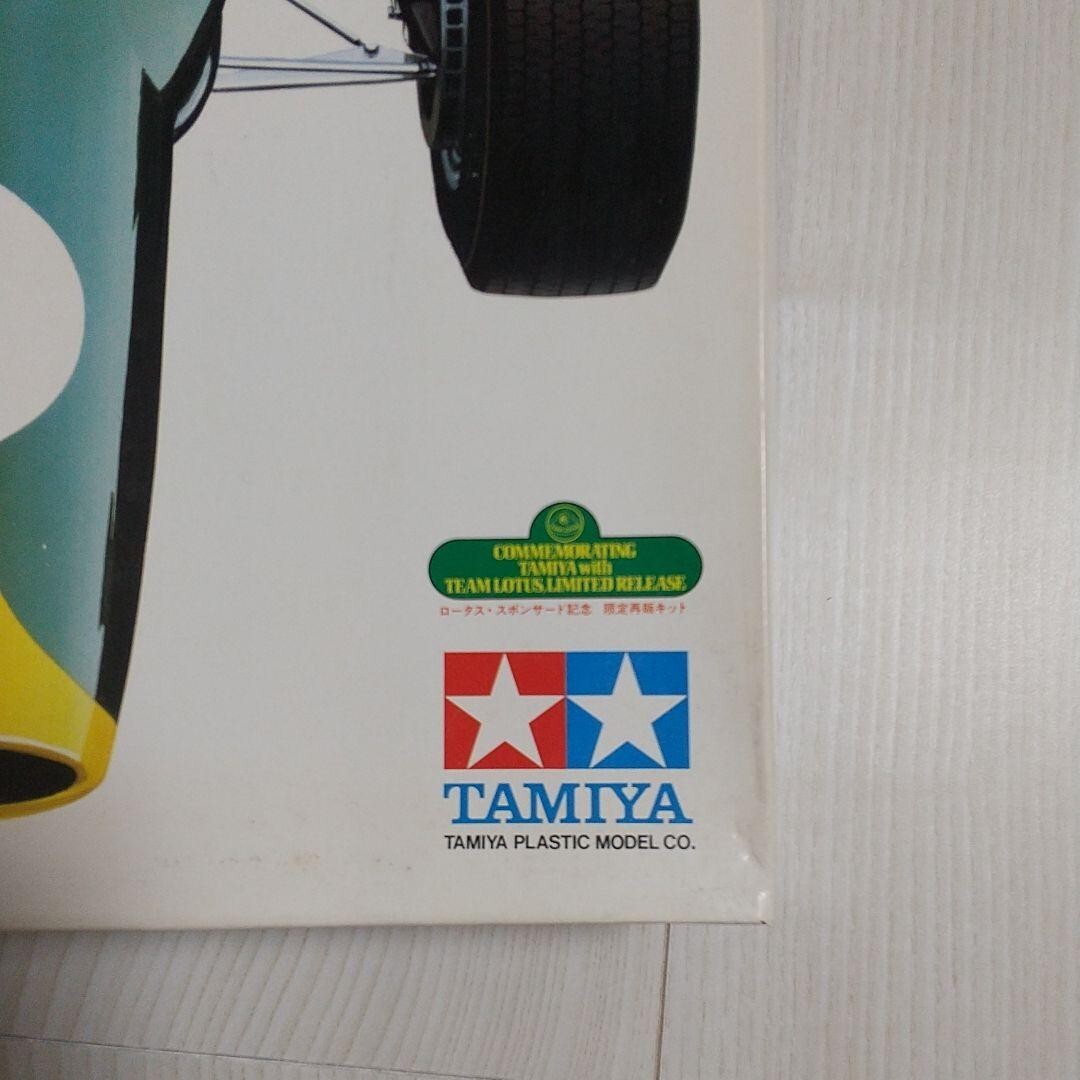 COMMEMORATING
TAMIYA with
TEAM LOTUS, LIMITED RELEASE
ロータス・スポンサード記念 限定再販キット
TAMIYA
TAMIYA PLASTIC MODEL CO.